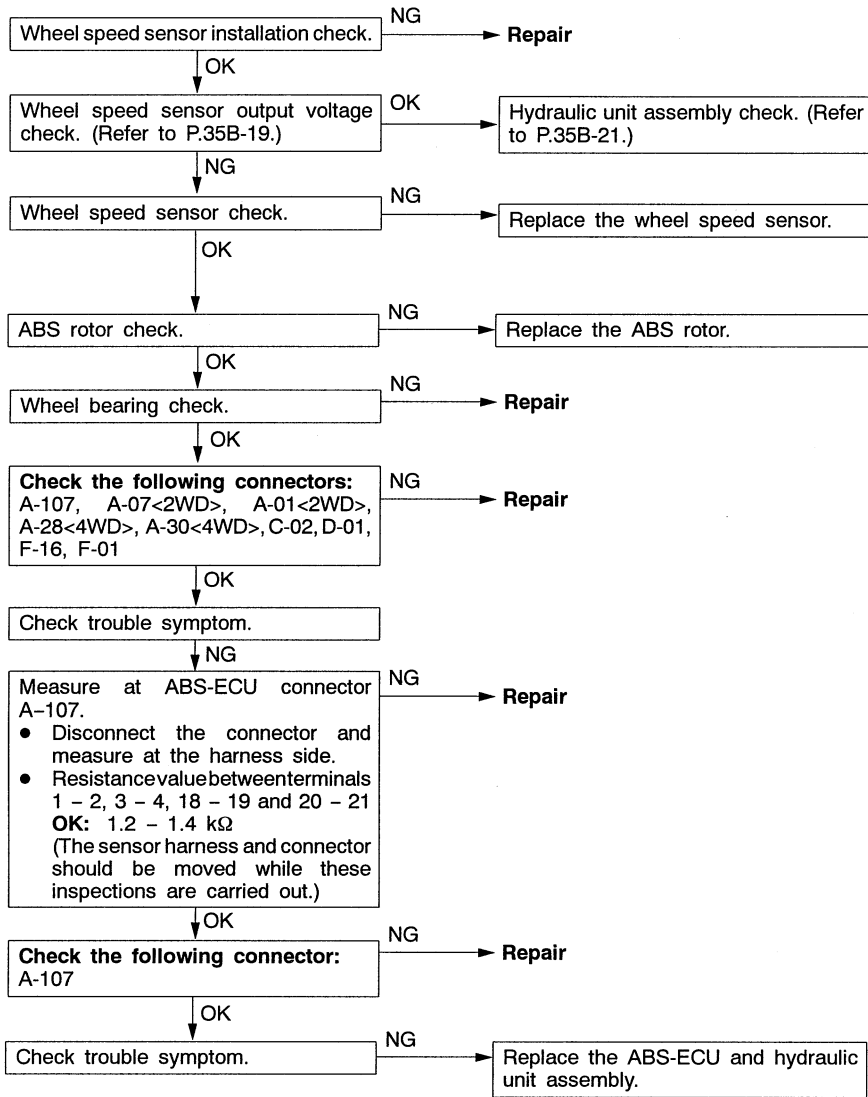 Wheel speed sensor installation check.
NG
Repair
OK
Wheel speed sensor output voltage
check. (Refer to P.35B-19.)
OK
Hydraulic unit assembly check. (Refer
to P.35B-21.)
NG
Wheel speed sensor check.
NG
Replace the wheel speed sensor.
OK
ABS rotor check.
NG
Replace the ABS rotor.
OK
Wheel bearing check.
NG
Repair
OK
Check the following connectors:
A-107, A-07<2WD>, A-01<2WD>,
A-28<4WD>, A-30<4WD>, C-02, D-01,
F-16, F-01
NG
Repair
OK
Check trouble symptom.
NG
Measure at ABS-ECU connector
A–107.
● Disconnect the connector and
measure at the harness side.
● Resistance value between terminals
1 – 2, 3 – 4, 18 – 19 and 20 – 21
OK: 1.2 – 1.4 kΩ
(The sensor harness and connector
should be moved while these
inspections are carried out.)
NG
Repair
OK
Check the following connector:
A-107
NG
Repair
OK
Check trouble symptom.
NG
Replace the ABS-ECU and hydraulic
unit assembly.